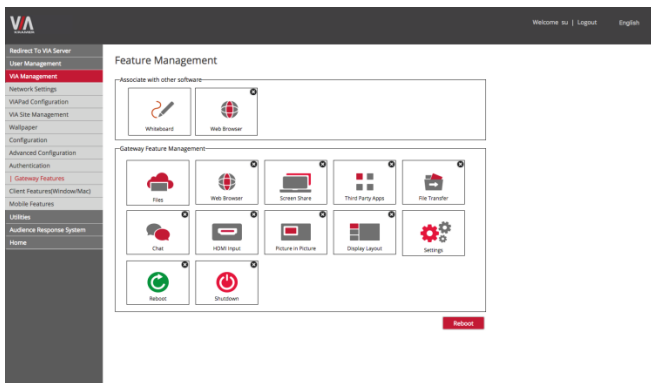 VIA
Welcome su | Logout English
Redirect To VIA Server
User Management
VIA Management
Network Settings
VIAPad Configuration
VIA Site Management
Wallpaper
Configuration
Advanced Configuration
Authentication
| Gateway Features
Client Features(Window/Mac)
Mobile Features
Utilities
Audience Response System
Home
Feature Management
Associate with other software
Whiteboard Web Browser
Gateway Feature Management
Files Web Browser Screen Share Third Party Apps File Transfer
Chat HDMI Input Picture in Picture Display Layout Settings
Reboot Shutdown
Reboot